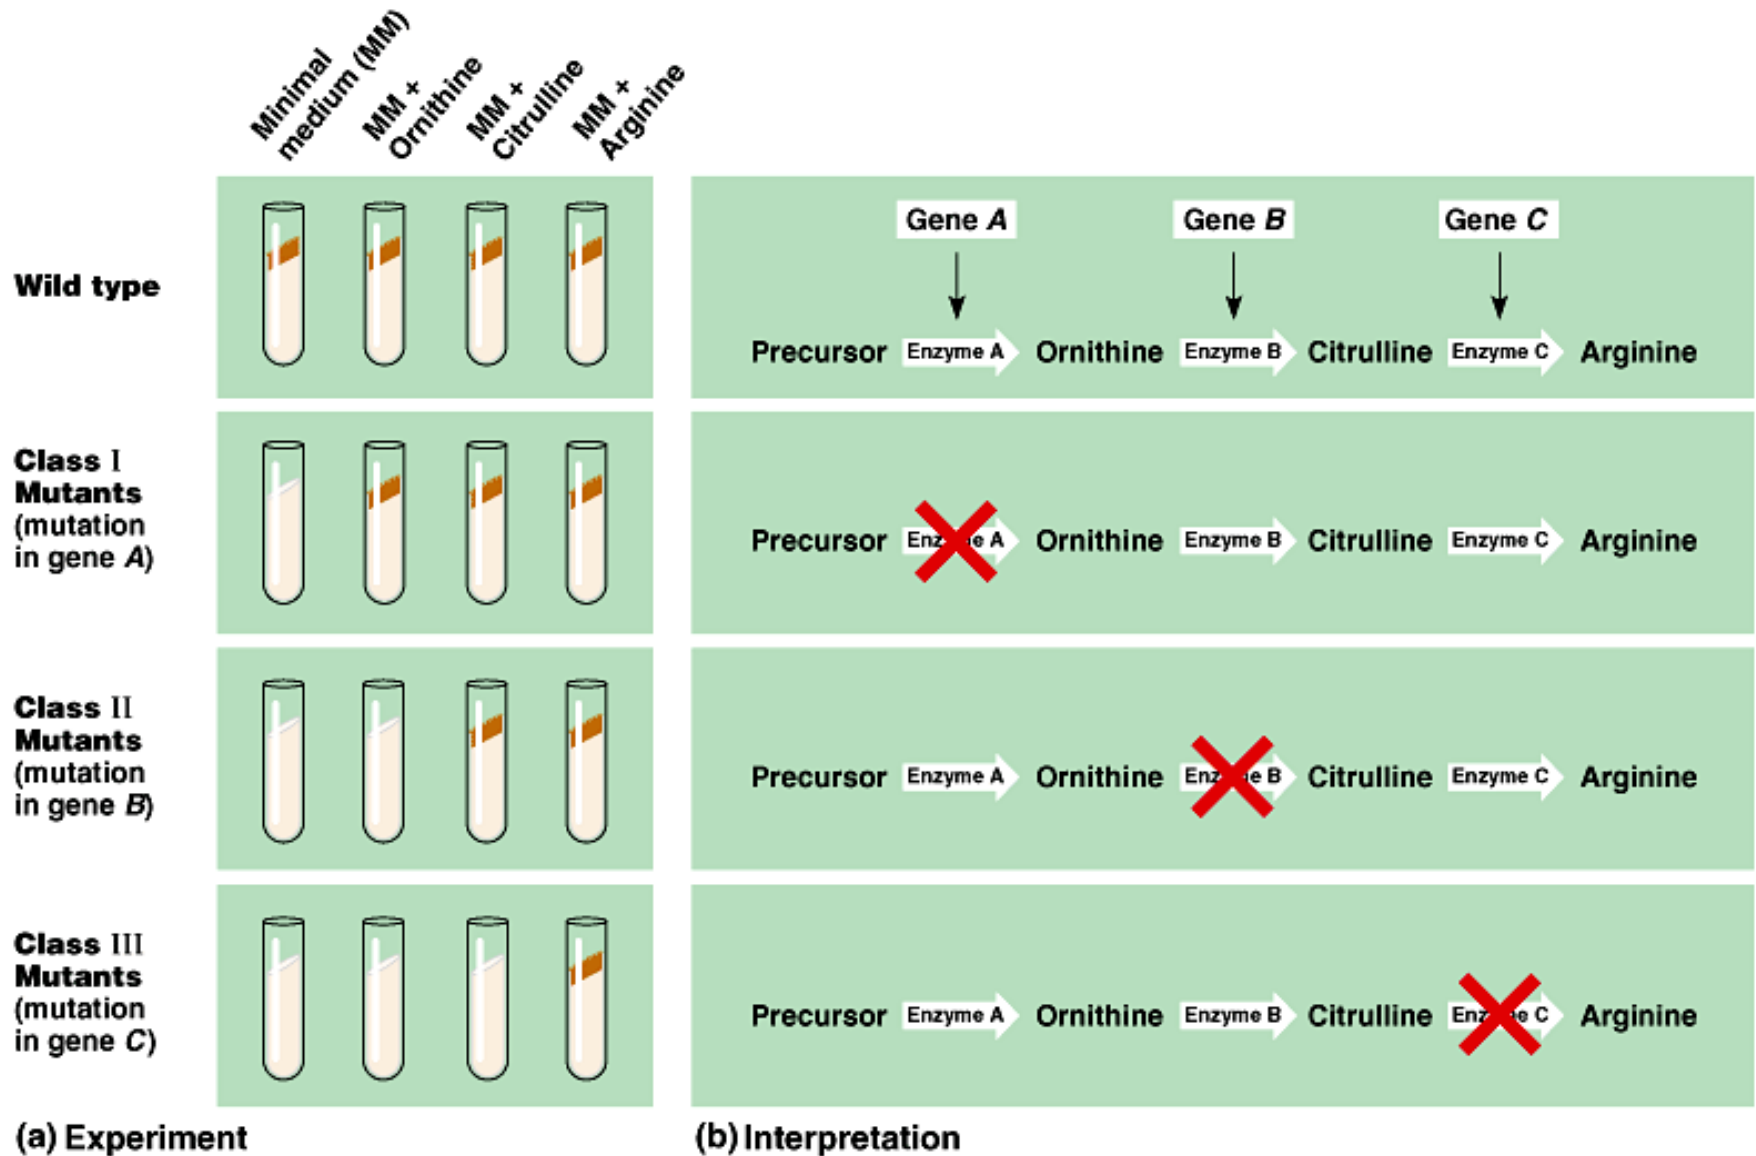 Minimal
medium (MM)
MM +
Ornithine
MM +
Citrulline
MM +
Arginine
Wild type
Gene A
Gene B
Gene C
Precursor Enzyme A Ornithine Enzyme B Citrulline Enzyme C Arginine
Class I
Mutants
(mutation
in gene A)
Precursor Enzyme A Ornithine Enzyme B Citrulline Enzyme C Arginine
Class II
Mutants
(mutation
in gene B)
Precursor Enzyme A Ornithine Enzyme B Citrulline Enzyme C Arginine
Class III
Mutants
(mutation
in gene C)
Precursor Enzyme A Ornithine Enzyme B Citrulline Enzyme C Arginine
(a) Experiment
(b) Interpretation